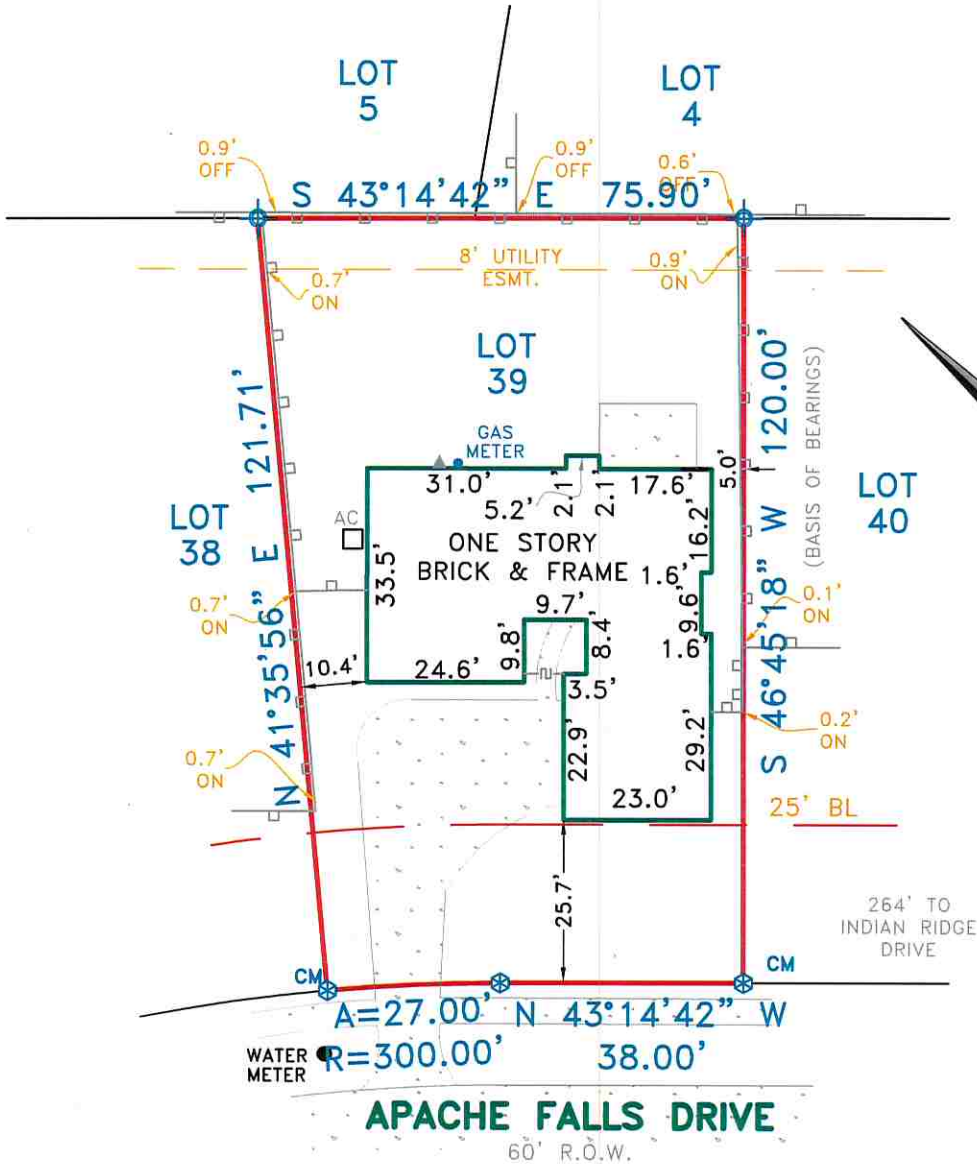 LOT
5
LOT
4
0.9'
OFF
0.9'
OFF
0.6'
OFF
S 43°14'42" E 75.90'
8' UTILITY
ESMT.
0.7'
ON
0.9'
ON
LOT
39
N 41°35'56" E 121.71'
S 46°45'18" W 120.00'
(BASIS OF BEARINGS)
GAS
METER
31.0'
5.2'
2.1'
2.1'
17.6'
5.0'
LOT
38
LOT
40
AC
33.5'
ONE STORY
BRICK & FRAME
16.2'
1.6'
9.6'
1.6'
0.7'
ON
0.1'
ON
9.7'
9.8'
8.4'
10.4'
24.6'
3.5'
22.9'
29.2'
0.2'
ON
0.7'
ON
23.0'
25' BL
25.7'
264' TO
INDIAN RIDGE
DRIVE
CM
CM
A=27.00' N 43°14'42" W
R=300.00' 38.00'
WATER
METER
APACHE FALLS DRIVE
60' R.O.W.